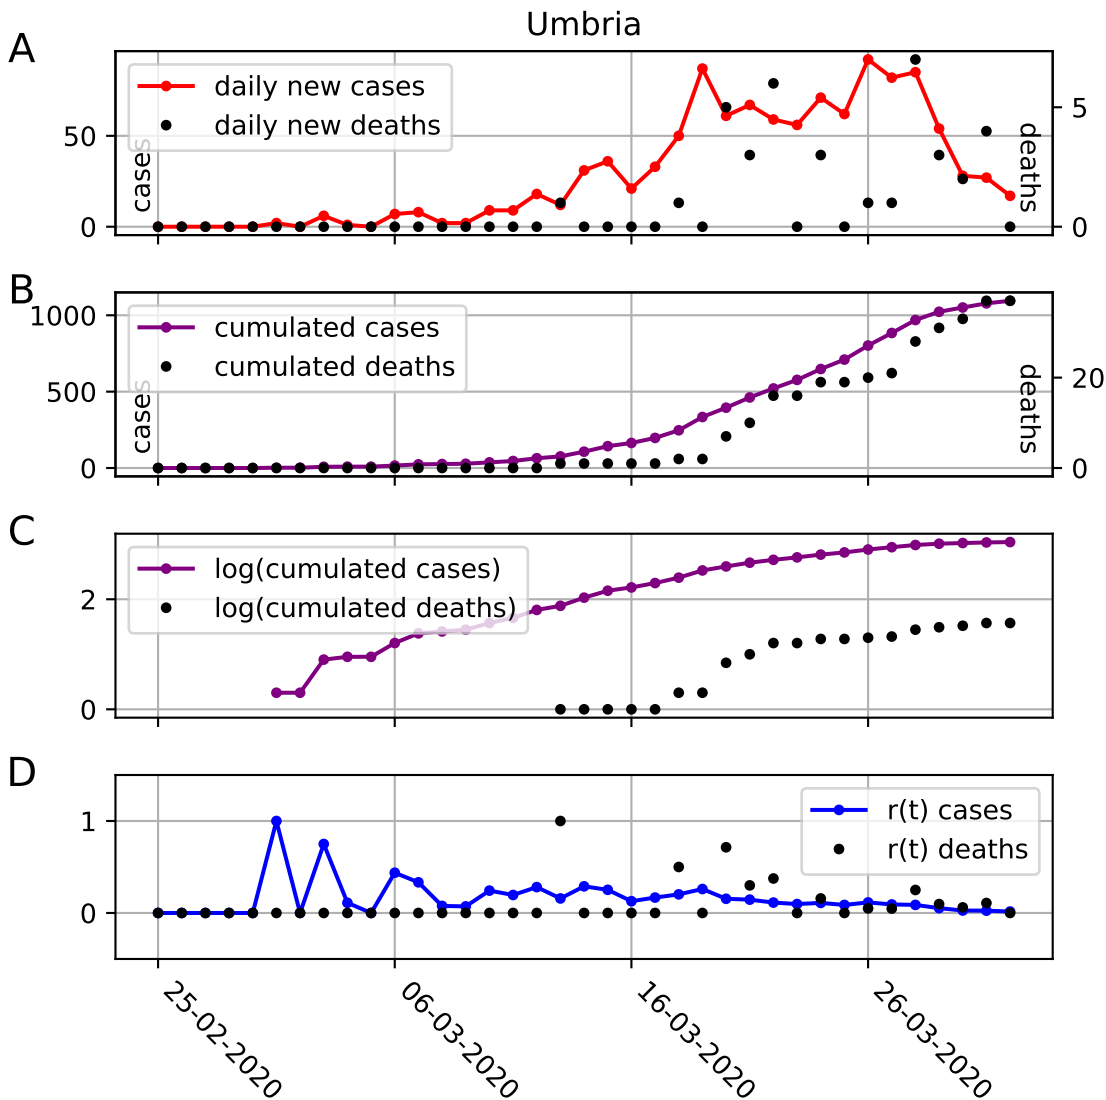 Umbria
A
daily new cases
daily new deaths
50
0
cases
5
0
deaths
B
cumulated cases
cumulated deaths
1000
500
0
cases
20
0
deaths
C
log(cumulated cases)
log(cumulated deaths)
2
0
D
r(t) cases
r(t) deaths
1
0
25-02-2020
06-03-2020
16-03-2020
26-03-2020